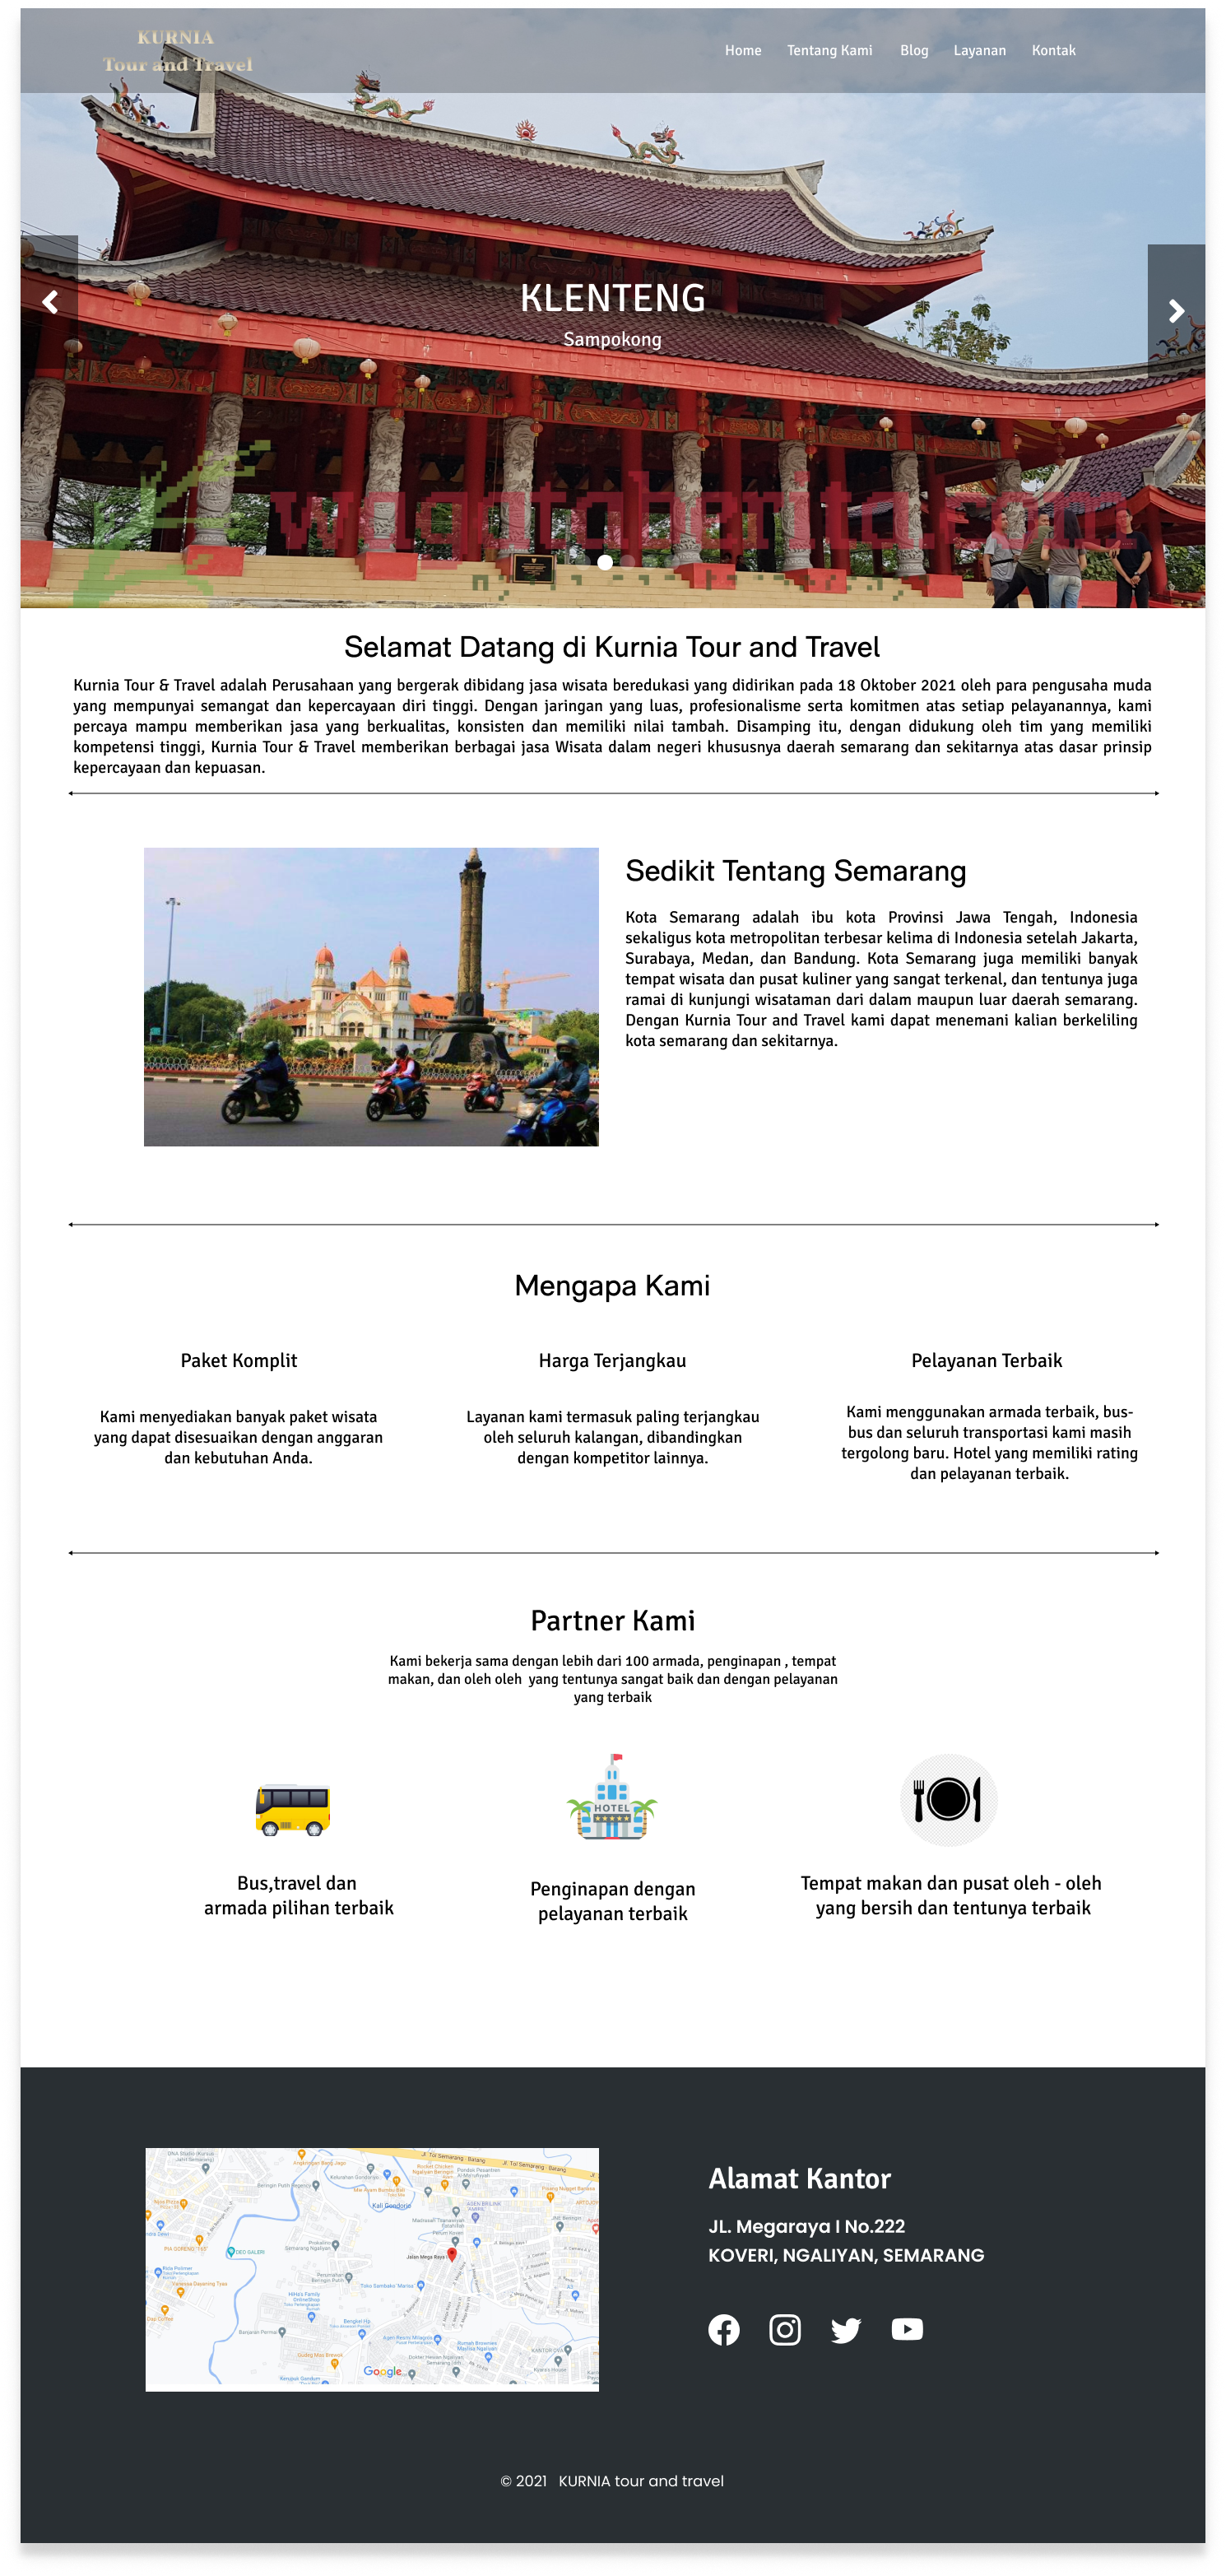 KURNIA
Tour and Travel
Home Tentang Kami Blog Layanan Kontak
KLENTENG
Sampokong
Selamat Datang di Kurnia Tour and Travel
Kurnia Tour & Travel adalah Perusahaan yang bergerak dibidang jasa wisata beredukasi yang didirikan pada 18 Oktober 2021 oleh para pengusaha muda
yang mempunyai semangat dan kepercayaan diri tinggi. Dengan jaringan yang luas, profesionalisme serta komitmen atas setiap pelayanannya, kami
percaya mampu memberikan jasa yang berkualitas, konsisten dan memiliki nilai tambah. Disamping itu, dengan didukung oleh tim yang memiliki
kompetensi tinggi, Kurnia Tour & Travel memberikan berbagai jasa Wisata dalam negeri khususnya daerah semarang dan sekitarnya atas dasar prinsip
kepercayaan dan kepuasan.
Sedikit Tentang Semarang
Kota Semarang adalah ibu kota Provinsi Jawa Tengah, Indonesia
sekaligus kota metropolitan terbesar kelima di Indonesia setelah Jakarta,
Surabaya, Medan, dan Bandung. Kota Semarang juga memiliki banyak
tempat wisata dan pusat kuliner yang sangat terkenal, dan tentunya juga
ramai di kunjungi wisataman dari dalam maupun luar daerah semarang.
Dengan Kurnia Tour and Travel kami dapat menemani kalian berkeliling
kota semarang dan sekitarnya.
Mengapa Kami
Paket Komplit
Kami menyediakan banyak paket wisata
yang dapat disesuaikan dengan anggaran
dan kebutuhan Anda.
Harga Terjangkau
Layanan kami termasuk paling terjangkau
oleh seluruh kalangan, dibandingkan
dengan kompetitor lainnya.
Pelayanan Terbaik
Kami menggunakan armada terbaik, bus-
bus dan seluruh transportasi kami masih
tergolong baru. Hotel yang memiliki rating
dan pelayanan terbaik.
Partner Kami
Kami bekerja sama dengan lebih dari 100 armada, penginapan , tempat
makan, dan oleh oleh yang tentunya sangat baik dan dengan pelayanan
yang terbaik
HOTEL
Bus,travel dan
armada pilihan terbaik
Penginapan dengan
pelayanan terbaik
Tempat makan dan pusat oleh - oleh
yang bersih dan tentunya terbaik
Jl. Tol Semarang - Batang
Kali Gondorio
DED GALERI
Jalan Mega Raya I
Google
Alamat Kantor
JL. Megaraya I No.222
KOVERI, NGALIYAN, SEMARANG
© 2021 KURNIA tour and travel